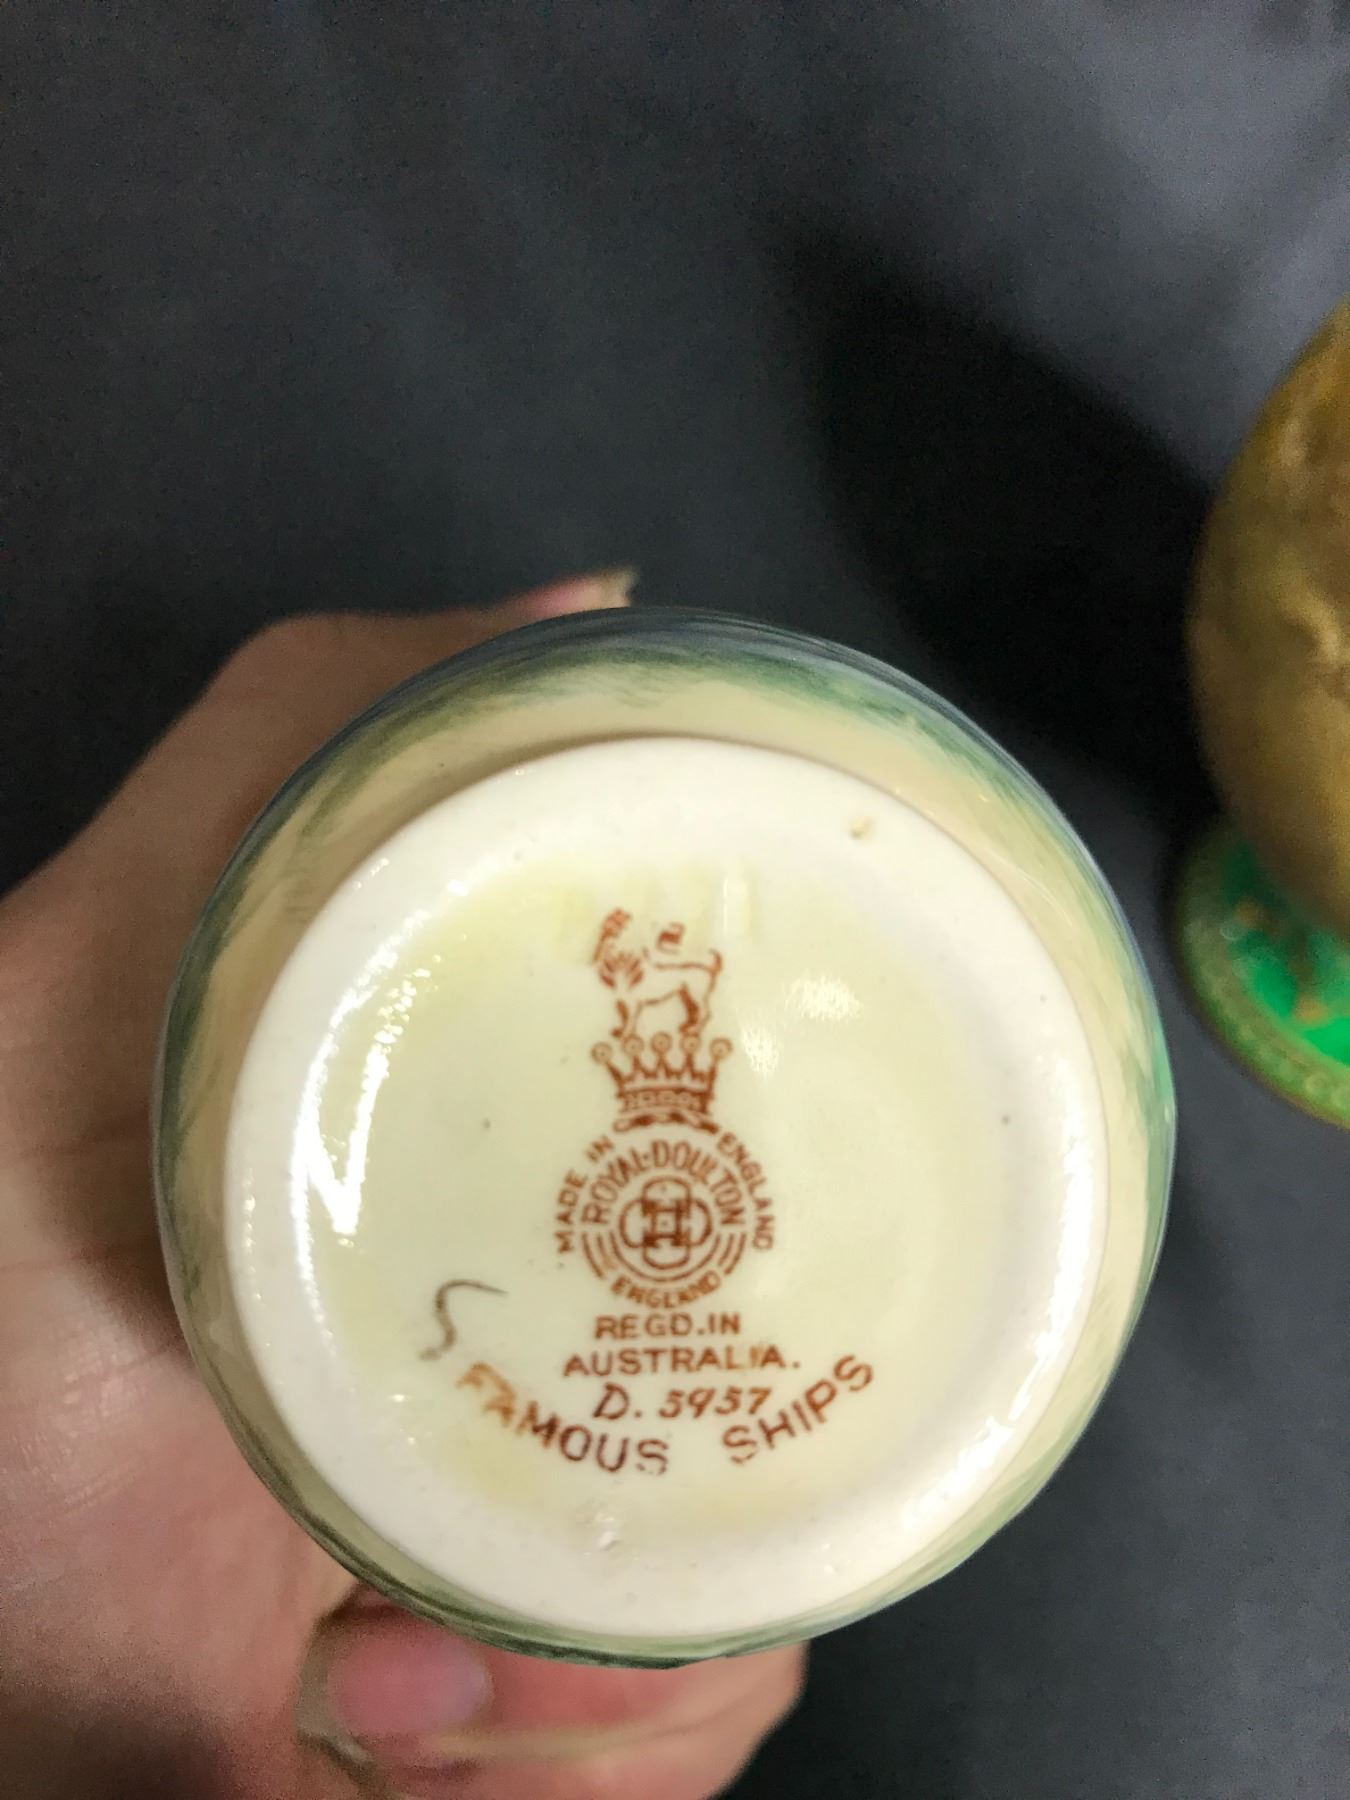 MADE IN ENGLAND
ROYAL-DOULTON
ENGLAND
REGD.IN
AUSTRALIA.
D. 5957
FAMOUS SHIPS